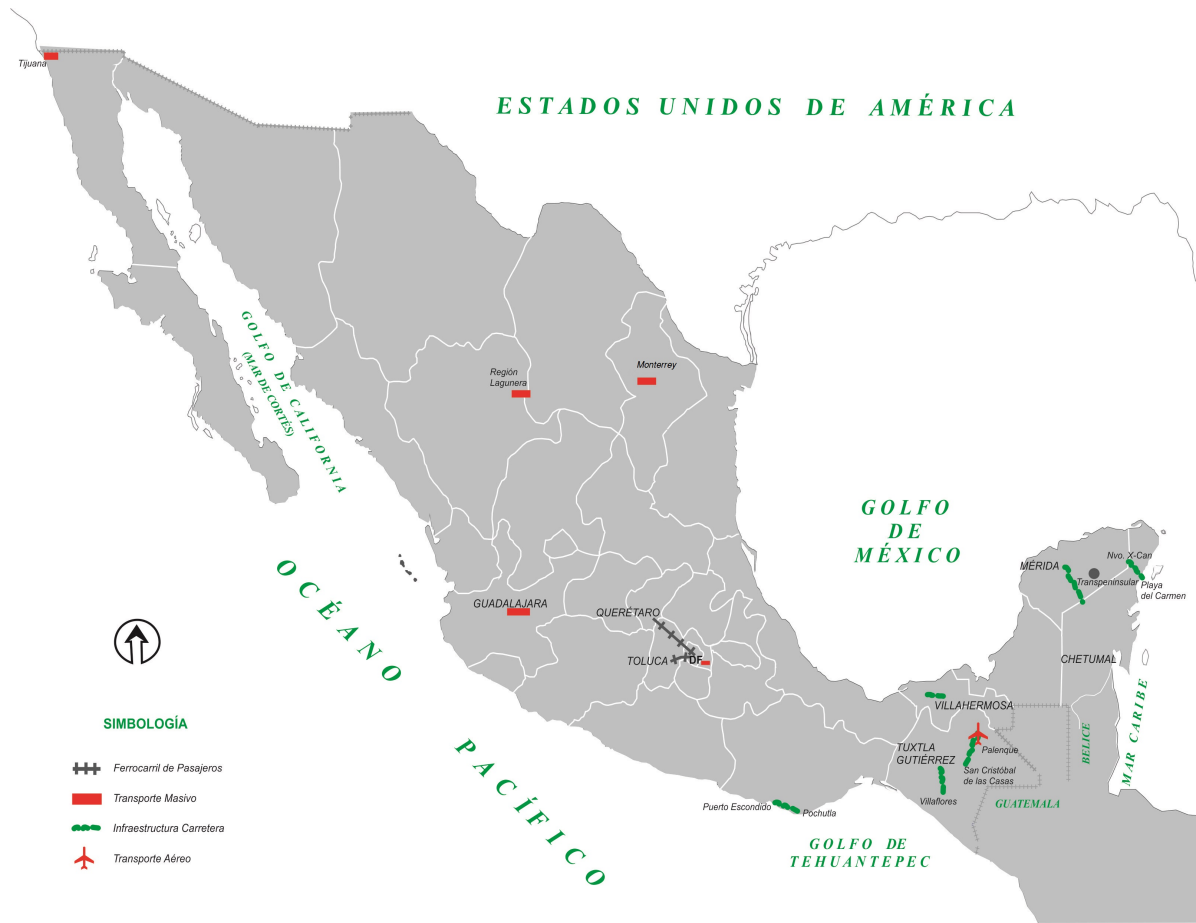 Tijuana
ESTADOS UNIDOS DE AMÉRICA
GOLFO DE CALIFORNIA
(MAR DE CORTÉS)
Región
Lagunera
Monterrey
GOLFO
DE
MÉXICO
OCÉANO
PACÍFICO
GUADALAJARA
QUERÉTARO
TOLUCA
DF
MÉRIDA
Nvo. X-Can
Transpeninsular
Playa
del Carmen
CHETUMAL
VILLAHERMOSA
MAR CARIBE
BELICE
TUXTLA
GUTIÉRREZ
Palenque
San Cristóbal
de las Casas
Villaflores
GUATEMALA
Puerto Escondido
Pochutla
GOLFO DE
TEHUANTEPEC
SIMBOLOGÍA
Ferrocarril de Pasajeros
Transporte Masivo
Infraestructura Carretera
Transporte Aéreo